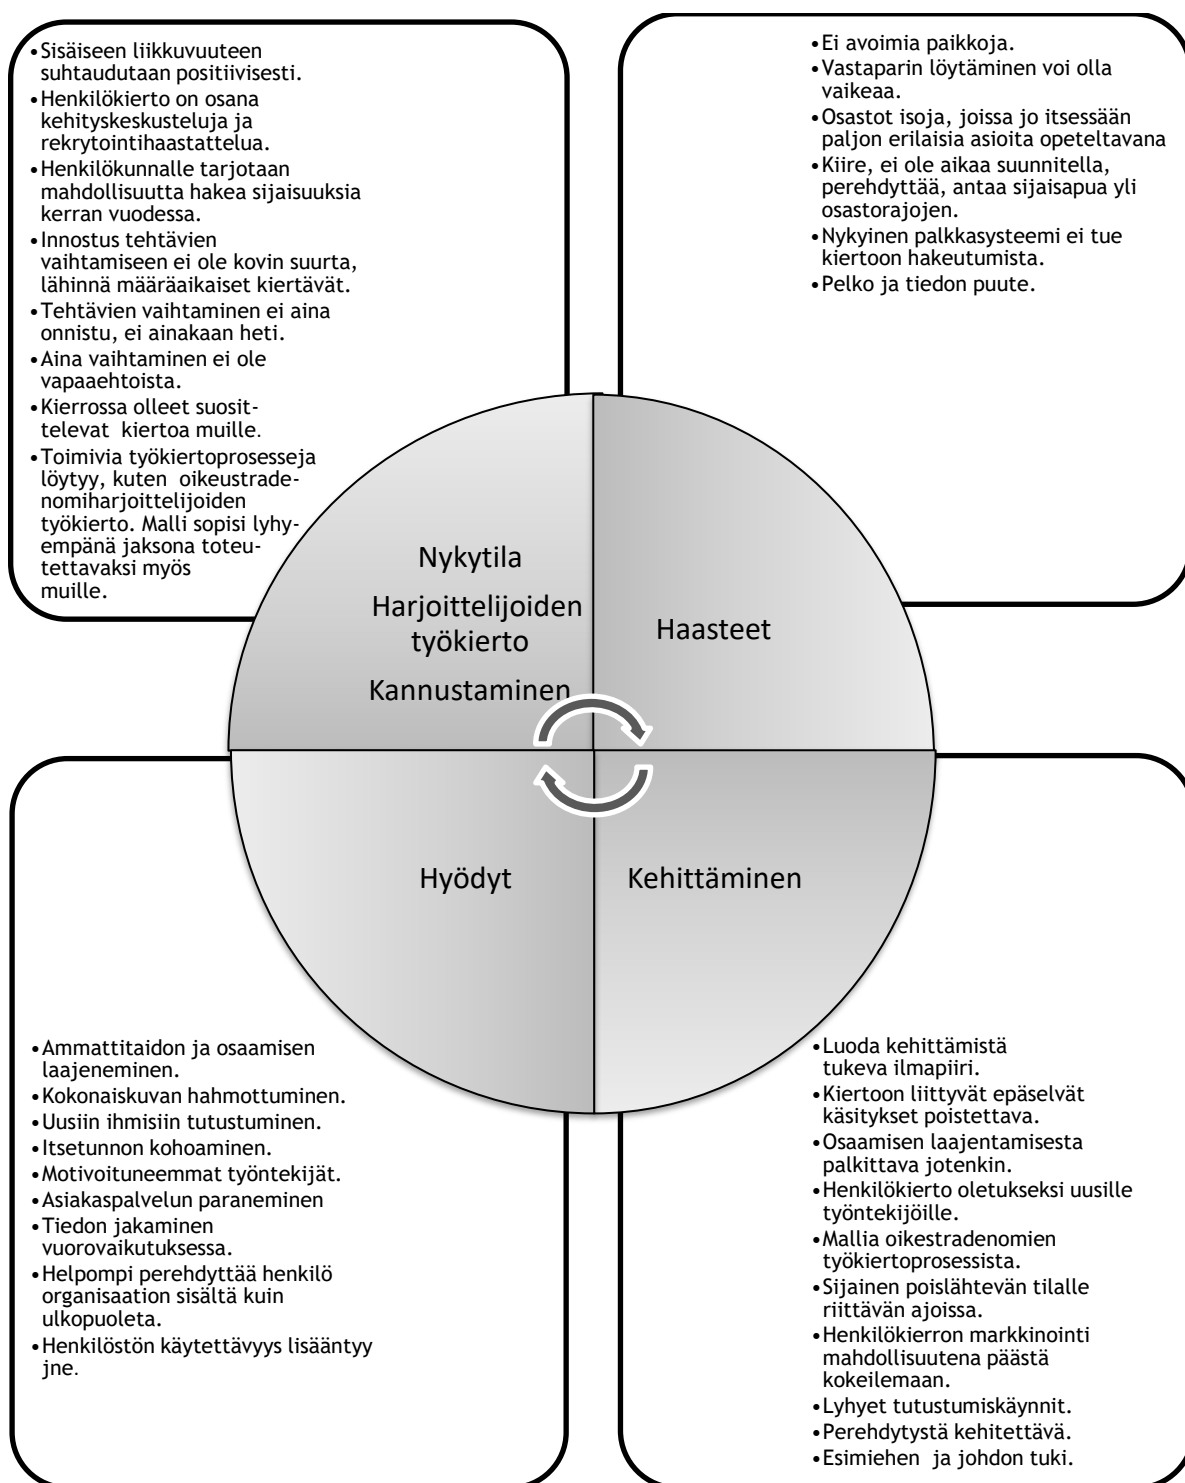 •Sisäiseen liikkuvuuteen
suhtaudutaan positiivisesti.
•Henkilökierto on osana
kehityskeskusteluja ja
rekrytointihaastattelua.
•Henkilökunnalle tarjotaan
mahdollisuutta hakea sijaisuuksia
kerran vuodessa.
•Innostus tehtävien
vaihtamiseen ei ole kovin suurta,
lähinnä määräaikaiset kiertävät.
•Tehtävien vaihtaminen ei aina
onnistu, ei ainakaan heti.
•Aina vaihtaminen ei ole
vapaaehtoista.
•Kierrossa olleet suosit-
televat kiertoa muille.
•Toimivia työkiertoprosesseja
löytyy, kuten oikeustrade-
nomiharjoittelijoiden
työkierto. Malli sopisi lyhy-
empänä jaksona toteu-
tettavaksi myös
muille.
•Ei avoimia paikkoja.
•Vastaparin löytäminen voi olla
vaikeaa.
•Osastot isoja, joissa jo itsessään
paljon erilaisia asioita opeteltavana
•Kiire, ei ole aikaa suunnitella,
perehdyttää, antaa sijaisapua yli
osastorajojen.
•Nykyinen palkkasysteemi ei tue
kiertoon hakeutumista.
•Pelko ja tiedon puute.
Nykytila
Harjoittelijoiden
työkierto
Kannustaminen
Haasteet
Hyödyt
Kehittäminen
•Ammattitaidon ja osaamisen
laajeneminen.
•Kokonaiskuvan hahmottuminen.
•Uusiin ihmisiin tutustuminen.
•Itsetunnon kohoaminen.
•Motivoituneemmat työntekijät.
•Asiakaspalvelun paraneminen
•Tiedon jakaminen
vuorovaikutuksessa.
•Helpompi perehdyttää henkilö
organisaation sisältä kuin
ulkopuoleta.
•Henkilöstön käytettävyys lisääntyy
jne.
•Luoda kehittämistä
tukeva ilmapiiri.
•Kiertoon liittyvät epäselvät
käsitykset poistettava.
•Osaamisen laajentamisesta
palkittava jotenkin.
•Henkilökierto oletukseksi uusille
työntekijöille.
•Mallia oikestradenomien
työkiertoprosessista.
•Sijainen poislähtevän tilalle
riittävän ajoissa.
•Henkilökierron markkinointi
mahdollisuutena päästä
kokeilemaan.
•Lyhyet tutustumiskäynnit.
•Perehdytystä kehitettävä.
•Esimiehen ja johdon tuki.